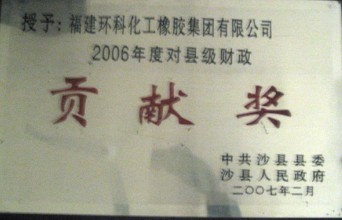 授予：福建环科化工橡胶集团有限公司
2006年度对县级财政
贡献奖
中共沙县县委
沙县人民政府
二〇〇七年二月